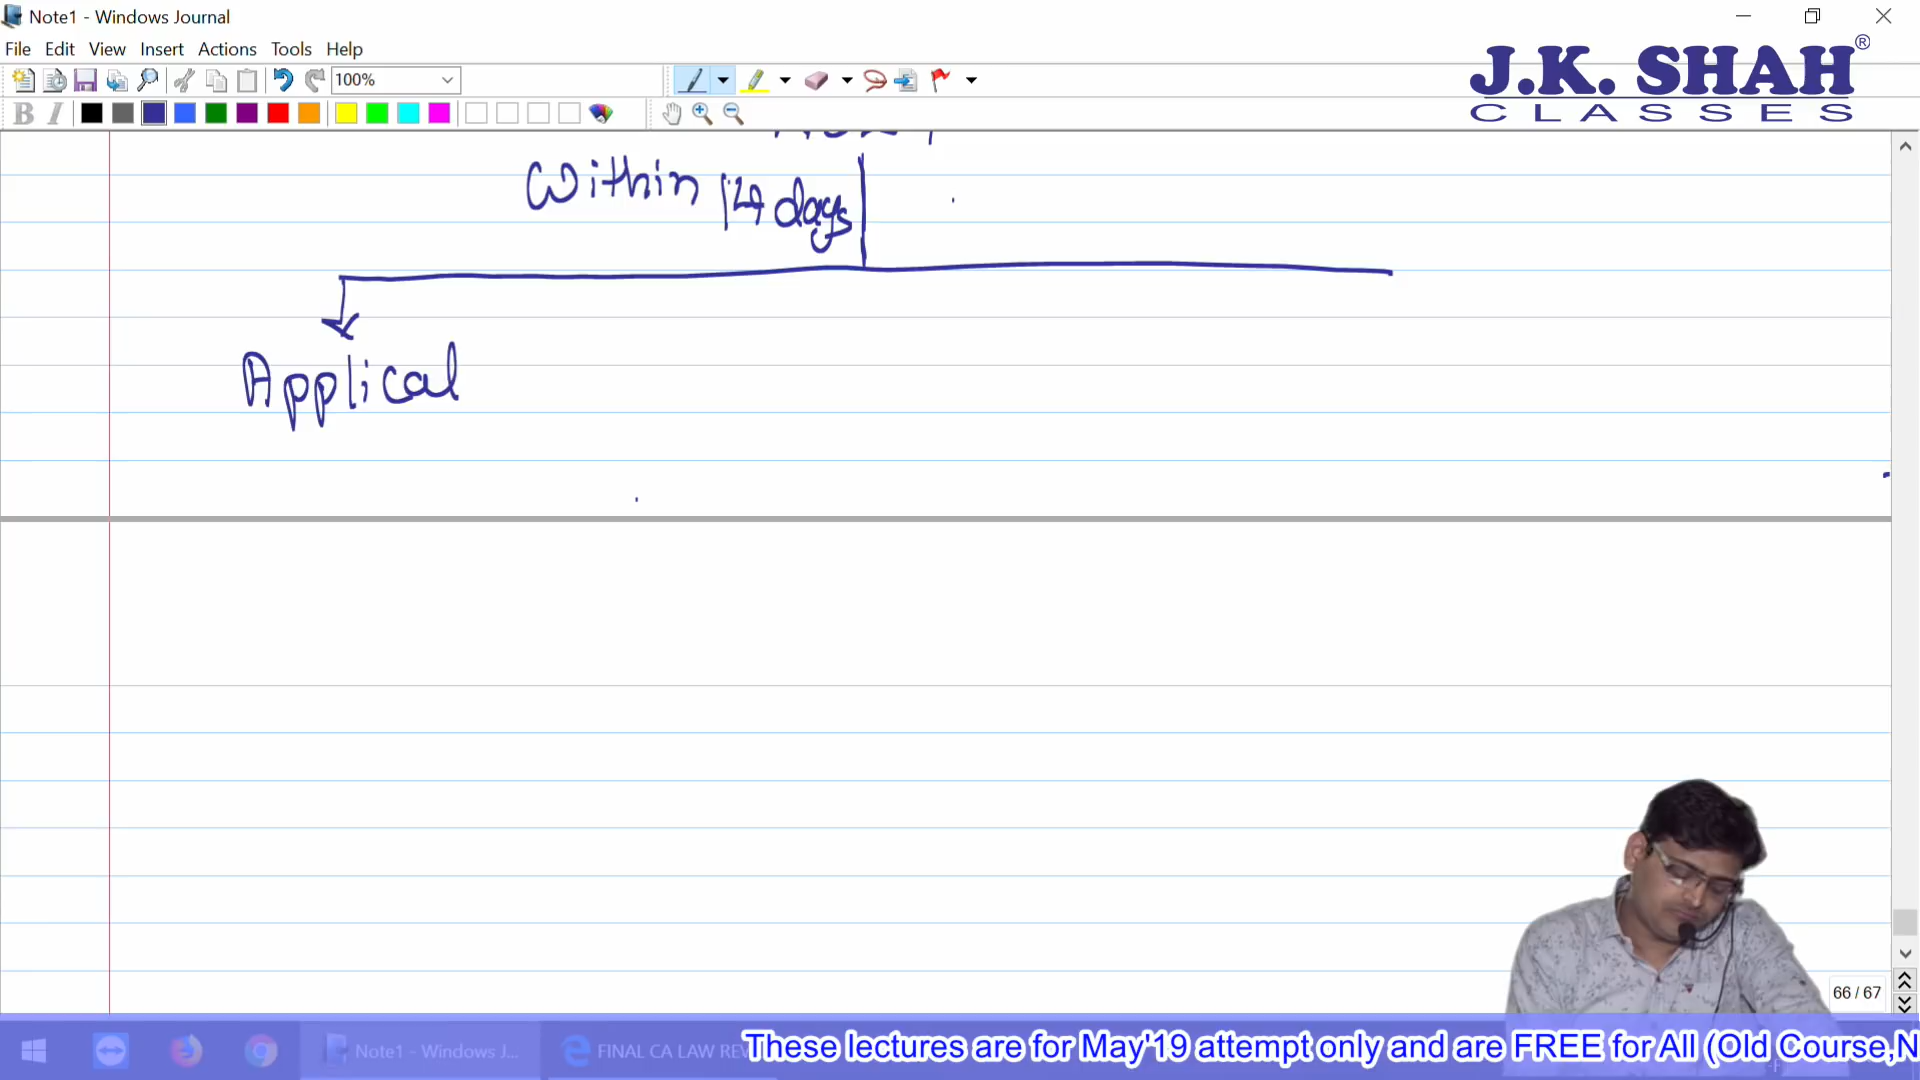 Note1 - Windows Journal
File Edit View Insert Actions Tools Help
100%
J.K. SHAH®
CLASSES
Within 14 days
Applical
66 / 67
Note1 - Windows J...
FINAL CA LAW RE
These lectures are for May'19 attempt only and are FREE for All (Old Course,N